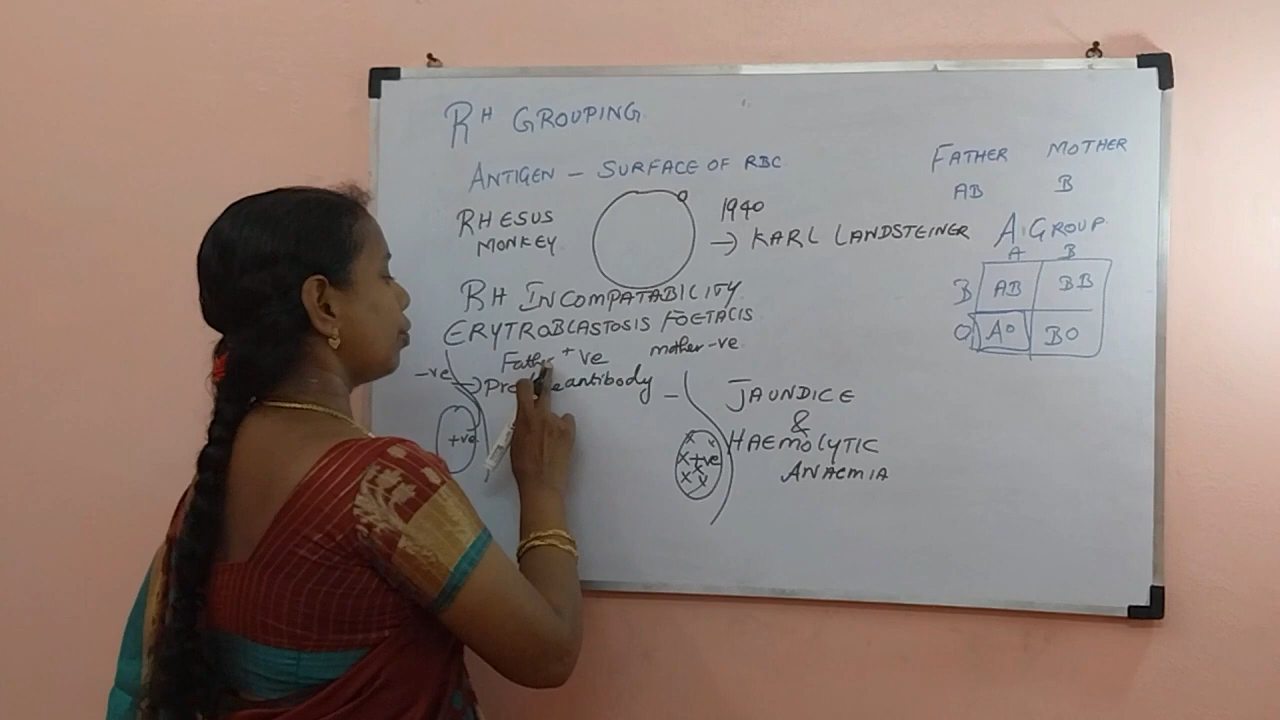 RH GROUPING
ANTIGEN – SURFACE OF RBC
RHESUS
MONKEY
1940
→ KARL LANDSTEINER
RH INCOMPATABILITY
ERYTROBLASTOSIS FOETACIS
Father +ve mother -ve
-ve
antibody –
+ve
+ve
JAUNDICE
&
HAEMOLYTIC
ANAEMIA
FATHER MOTHER
AB B
A. GROUP
A B
B AB BB
O AO BO